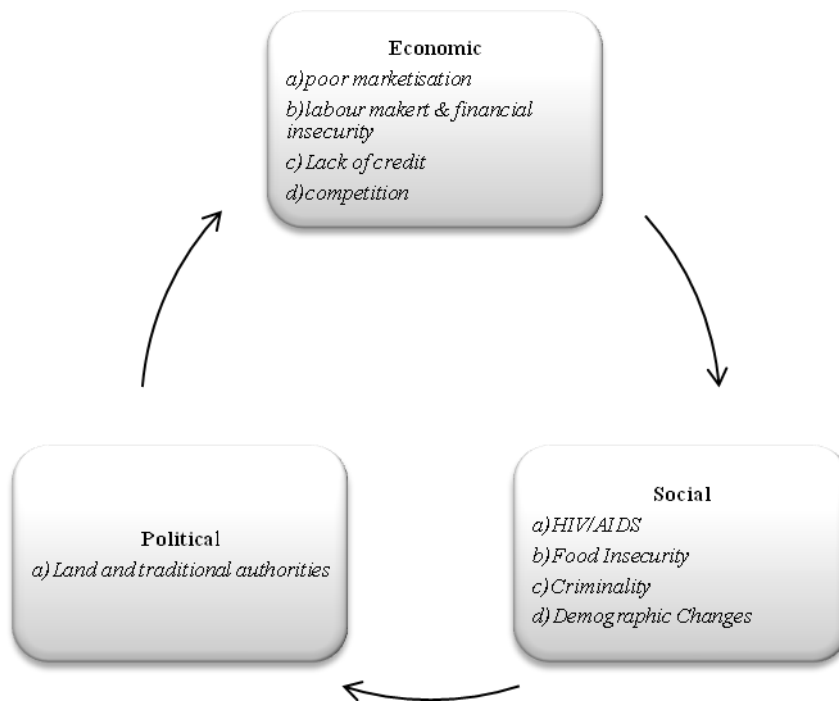 Economic
a)poor marketisation
b)labour makert & financial
insecurity
c) Lack of credit
d)competition
Political
a) Land and traditional authorities
Social
a)HIV/AIDS
b)Food Insecurity
c)Criminality
d)Demographic Changes